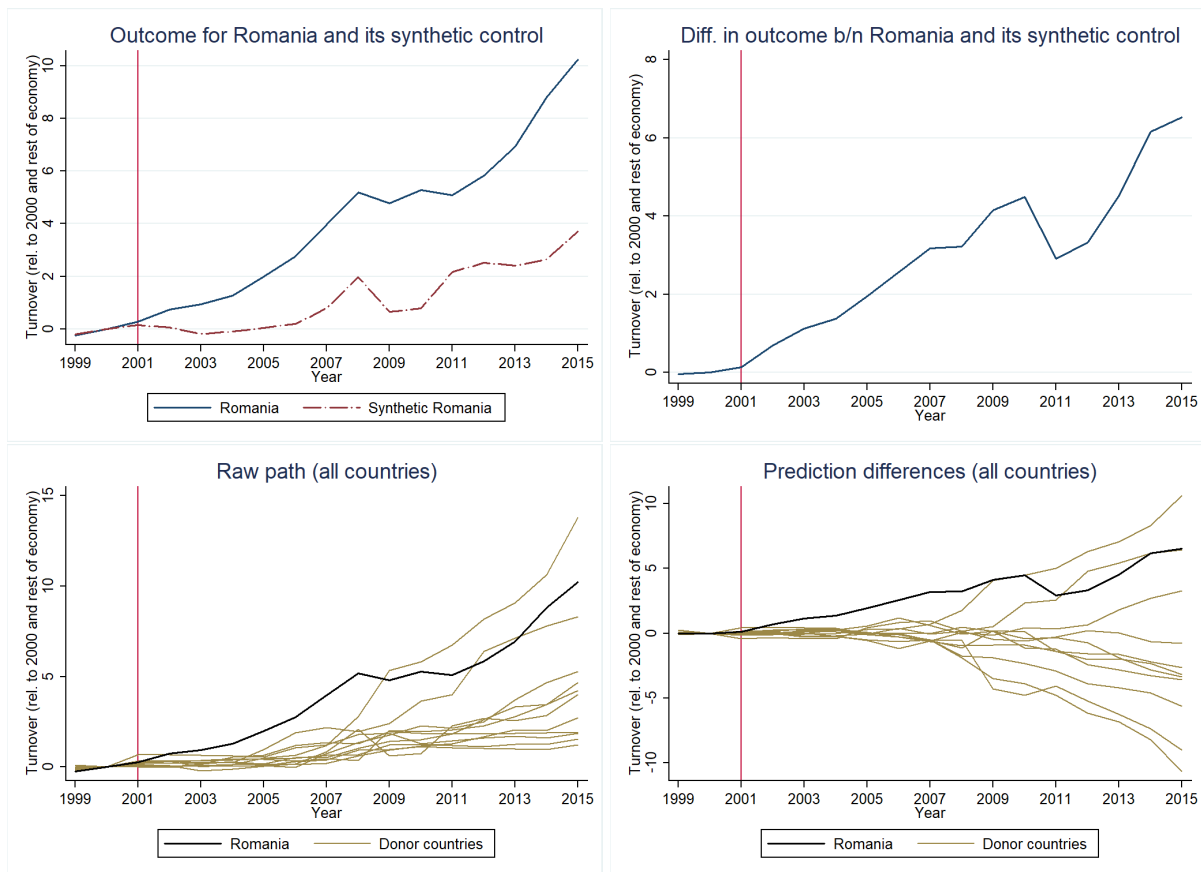 Outcome for Romania and its synthetic control
Turnover (rel. to 2000 and rest of economy)
10
8
6
4
2
0
1999 2001 2003 2005 2007 2009 2011 2013 2015
Year
Romania Synthetic Romania
Diff. in outcome b/n Romania and its synthetic control
Turnover (rel. to 2000 and rest of economy)
8
6
4
2
0
1999 2001 2003 2005 2007 2009 2011 2013 2015
Year
Raw path (all countries)
Turnover (rel. to 2000 and rest of economy)
15
10
5
0
1999 2001 2003 2005 2007 2009 2011 2013 2015
Year
Romania Donor countries
Prediction differences (all countries)
Turnover (rel. to 2000 and rest of economy)
10
5
0
-5
-10
1999 2001 2003 2005 2007 2009 2011 2013 2015
Year
Romania Donor countries